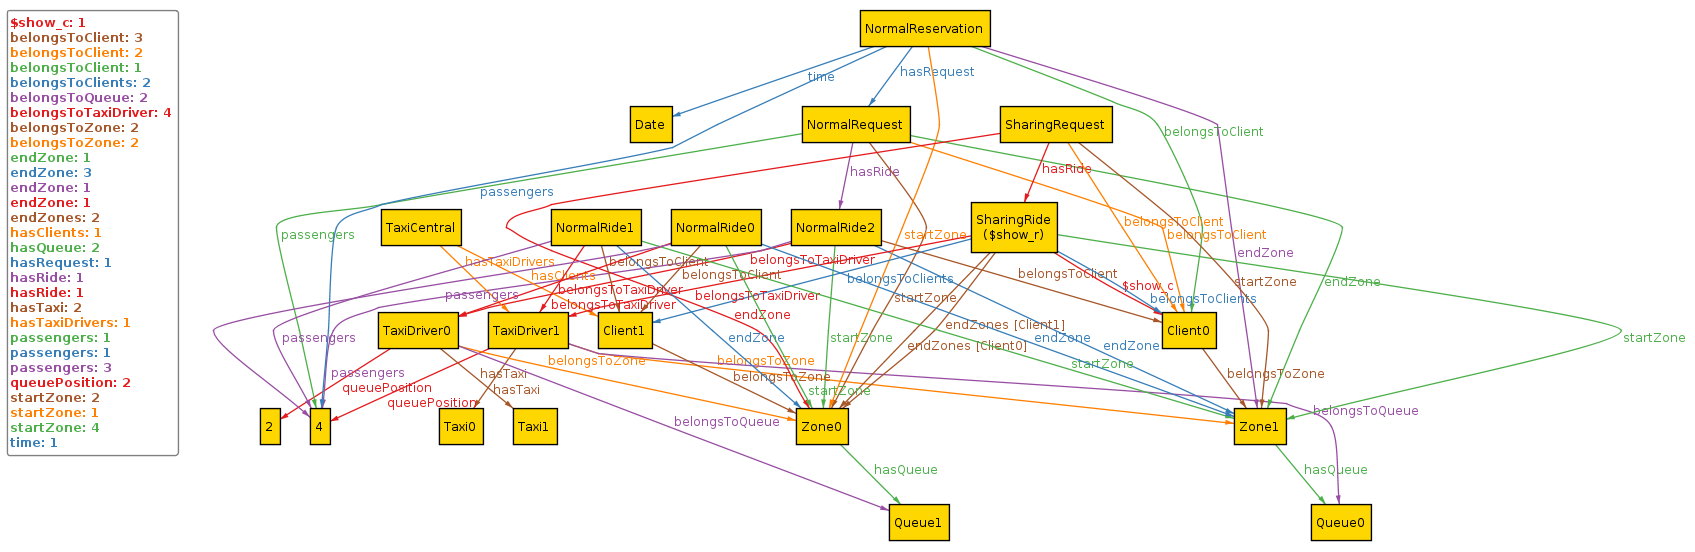 $show_c: 1
belongsToClient: 3
belongsToClient: 2
belongsToClient: 1
belongsToClients: 2
belongsToQueue: 2
belongsToTaxiDriver: 4
belongsToZone: 2
belongsToZone: 2
endZone: 1
endZone: 3
endZone: 1
endZone: 1
endZones: 2
hasClients: 1
hasQueue: 2
hasRequest: 1
hasRide: 1
hasRide: 1
hasTaxi: 2
hasTaxiDrivers: 1
passengers: 1
passengers: 1
passengers: 3
queuePosition: 2
startZone: 2
startZone: 1
startZone: 4
time: 1
NormalReservation
time
hasRequest
Date
NormalRequest
SharingRequest
belongsToClient
hasRide
hasRide
passengers
TaxiCentral
NormalRide1
NormalRide0
NormalRide2
SharingRide
($show_r)
belongsToClient
belongsToClient
passengers
startZone
endZone
hasTaxiDrivers
hasClients
belongsToClient
belongsToClient
belongsToTaxiDriver
belongsToClients
belongsToClient
$show_c
belongsToClients
startZone
endZone
passengers
belongsToTaxiDriver
belongsToTaxiDriver
belongsToTaxiDriver
startZone
endZone
TaxiDriver0
TaxiDriver1
Client1
Client0
passengers
endZone
startZone
endZones [Client1]
endZones [Client0]
endZone
endZone
startZone
belongsToZone
belongsToZone
belongsToZone
startZone
belongsToZone
passengers
queuePosition
queuePosition
hasTaxi
hasTaxi
startZone
2
4
Taxi0
Taxi1
Zone0
Zone1
belongsToQueue
belongsToQueue
hasQueue
hasQueue
Queue1
Queue0